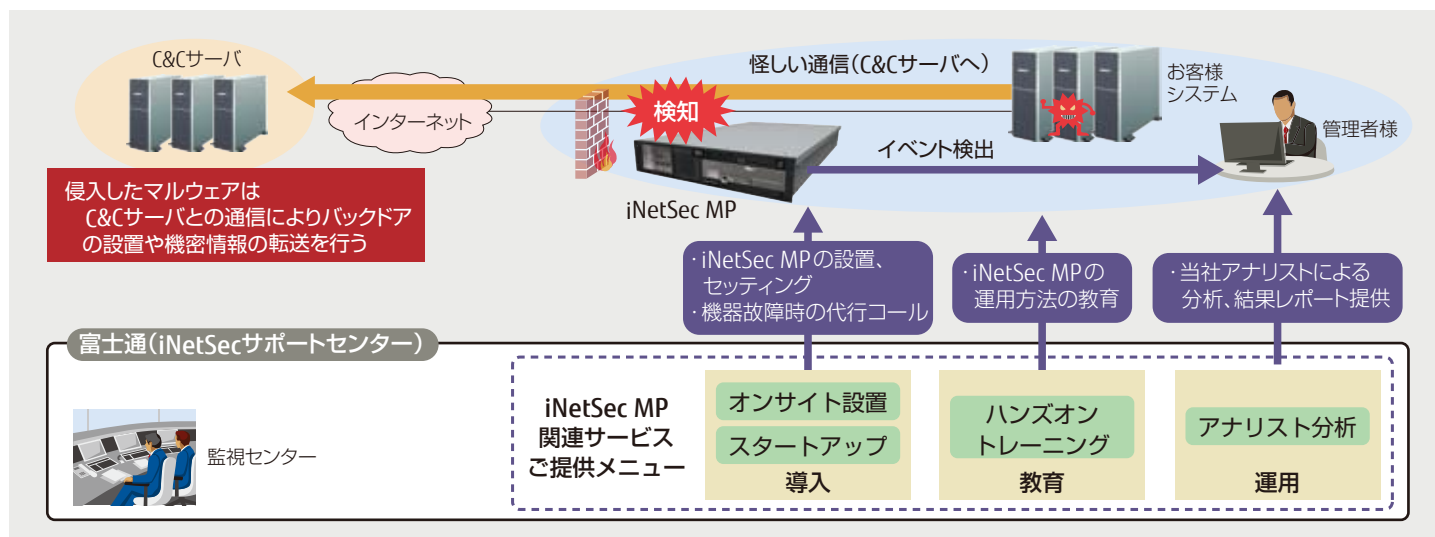 C&Cサーバ
インターネット
怪しい通信(C&Cサーバへ)
検知
お客様
システム
管理者様
イベント検出
iNetSec MP
侵入したマルウェアは
C&Cサーバとの通信によりバックドア
の設置や機密情報の転送を行う
・iNetSec MPの設置、
セッティング
・機器故障時の代行コール
・iNetSec MPの
運用方法の教育
・当社アナリストによる
分析、結果レポート提供
富士通(iNetSecサポートセンター)
監視センター
iNetSec MP
関連サービス
ご提供メニュー
オンサイト設置
スタートアップ
導入
ハンズオン
トレーニング
教育
アナリスト分析
運用